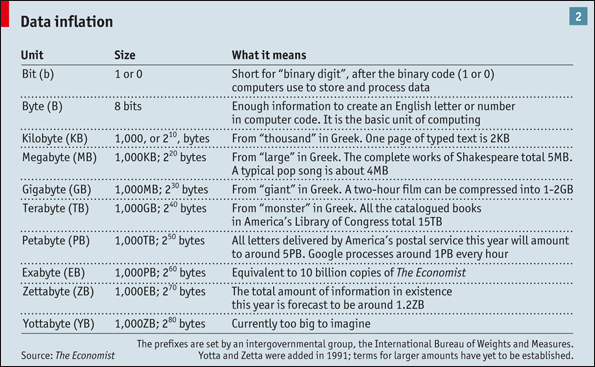 Data inflation
2
Unit Size What it means
Bit (b) 1 or 0 Short for “binary digit”, after the binary code (1 or 0)
computers use to store and process data
Byte (B) 8 bits Enough information to create an English letter or number
in computer code. It is the basic unit of computing
Kilobyte (KB) 1,000, or 2¹⁰, bytes From “thousand” in Greek. One page of typed text is 2KB
Megabyte (MB) 1,000KB; 2²⁰ bytes From “large” in Greek. The complete works of Shakespeare total 5MB.
A typical pop song is about 4MB
Gigabyte (GB) 1,000MB; 2³⁰ bytes From “giant” in Greek. A two-hour film can be compressed into 1-2GB
Terabyte (TB) 1,000GB; 2⁴⁰ bytes From “monster” in Greek. All the catalogued books
in America’s Library of Congress total 15TB
Petabyte (PB) 1,000TB; 2⁵⁰ bytes All letters delivered by America’s postal service this year will amount
to around 5PB. Google processes around 1PB every hour
Exabyte (EB) 1,000PB; 2⁶⁰ bytes Equivalent to 10 billion copies of The Economist
Zettabyte (ZB) 1,000EB; 2⁷⁰ bytes The total amount of information in existence
this year is forecast to be around 1.2ZB
Yottabyte (YB) 1,000ZB; 2⁸⁰ bytes Currently too big to imagine
The prefixes are set by an intergovernmental group, the International Bureau of Weights and Measures.
Source: The Economist Yotta and Zetta were added in 1991; terms for larger amounts have yet to be established.